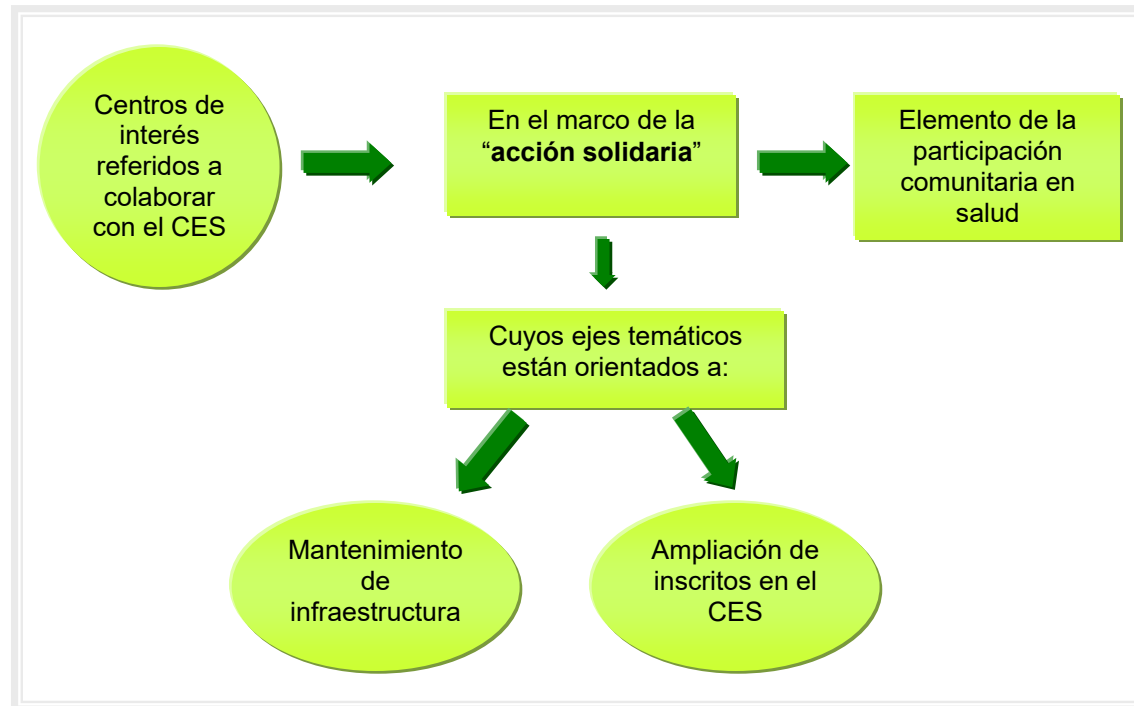 Centros de
interés
referidos a
colaborar
con el CES
En el marco de la
“acción solidaria”
Elemento de la
participación
comunitaria en
salud
Cuyos ejes temáticos
están orientados a:
Mantenimiento
de
infraestructura
Ampliación de
inscritos en el
CES